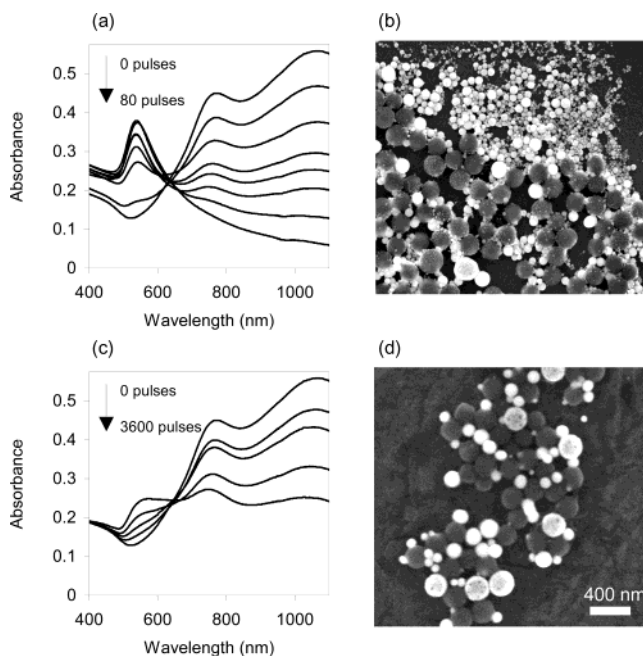 (a)
(b)
0.5
0.4
0.3
0.2
0.1
0
0 pulses
80 pulses
Absorbance
400 600 800 1000
Wavelength (nm)
(c)
(d)
0.5
0.4
0.3
0.2
0.1
0
0 pulses
3600 pulses
Absorbance
400 600 800 1000
Wavelength (nm)
400 nm